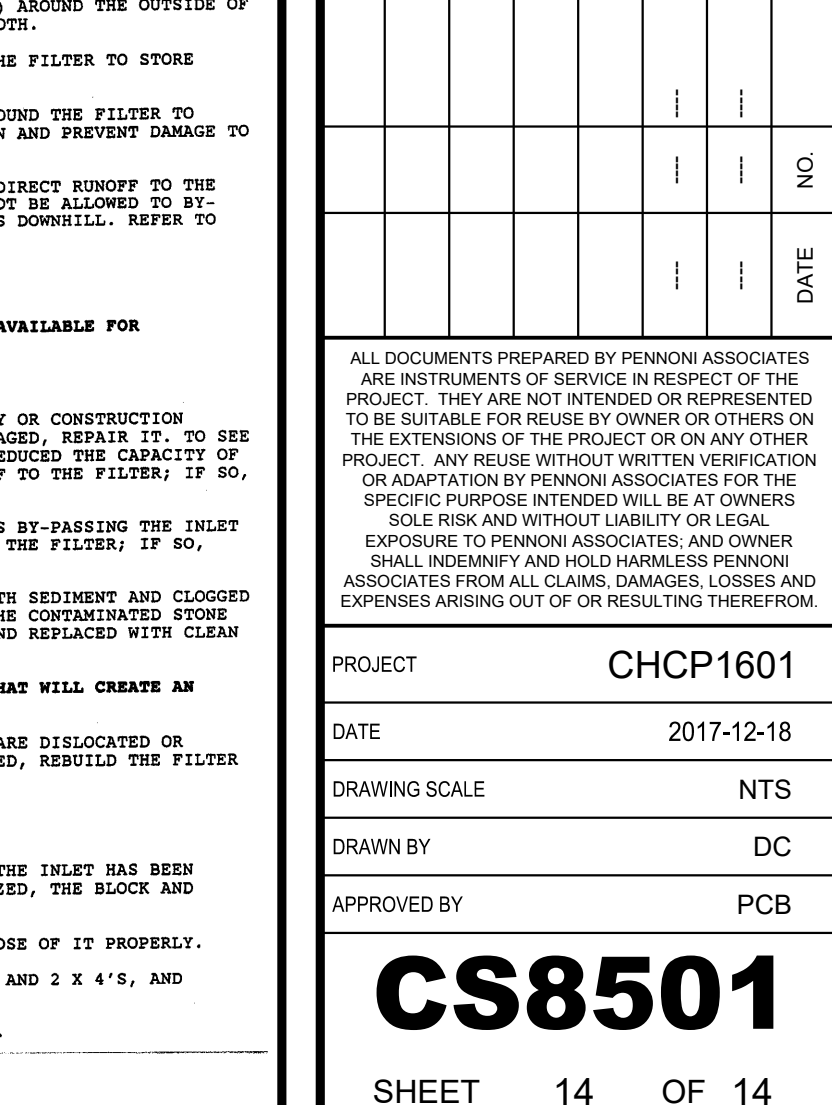 ) AROUND THE OUTSIDE OF
OTH.
HE FILTER TO STORE
OUND THE FILTER TO
N AND PREVENT DAMAGE TO
DIRECT RUNOFF TO THE
OT BE ALLOWED TO BY-
S DOWNHILL. REFER TO
AVAILABLE FOR
Y OR CONSTRUCTION
AGED, REPAIR IT. TO SEE
EDUCED THE CAPACITY OF
F TO THE FILTER; IF SO,
S BY-PASSING THE INLET
THE FILTER; IF SO,
TH SEDIMENT AND CLOGGED
HE CONTAMINATED STONE
ND REPLACED WITH CLEAN
HAT WILL CREATE AN
ARE DISLOCATED OR
ED, REBUILD THE FILTER
THE INLET HAS BEEN
ZED, THE BLOCK AND
OSE OF IT PROPERLY.
AND 2 X 4'S, AND
NO.
DATE
ALL DOCUMENTS PREPARED BY PENNONI ASSOCIATES
ARE INSTRUMENTS OF SERVICE IN RESPECT OF THE
PROJECT. THEY ARE NOT INTENDED OR REPRESENTED
TO BE SUITABLE FOR REUSE BY OWNER OR OTHERS ON
THE EXTENSIONS OF THE PROJECT OR ON ANY OTHER
PROJECT. ANY REUSE WITHOUT WRITTEN VERIFICATION
OR ADAPTATION BY PENNONI ASSOCIATES FOR THE
SPECIFIC PURPOSE INTENDED WILL BE AT OWNERS
SOLE RISK AND WITHOUT LIABILITY OR LEGAL
EXPOSURE TO PENNONI ASSOCIATES; AND OWNER
SHALL INDEMNIFY AND HOLD HARMLESS PENNONI
ASSOCIATES FROM ALL CLAIMS, DAMAGES, LOSSES AND
EXPENSES ARISING OUT OF OR RESULTING THEREFROM.
PROJECT CHCP1601
DATE 2017-12-18
DRAWING SCALE NTS
DRAWN BY DC
APPROVED BY PCB
CS8501
SHEET 14 OF 14